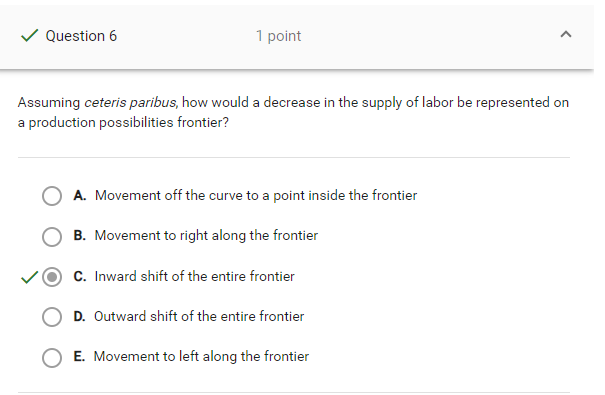 Question 6 1 point
Assuming ceteris paribus, how would a decrease in the supply of labor be represented on
a production possibilities frontier?
A. Movement off the curve to a point inside the frontier
B. Movement to right along the frontier
C. Inward shift of the entire frontier
D. Outward shift of the entire frontier
E. Movement to left along the frontier